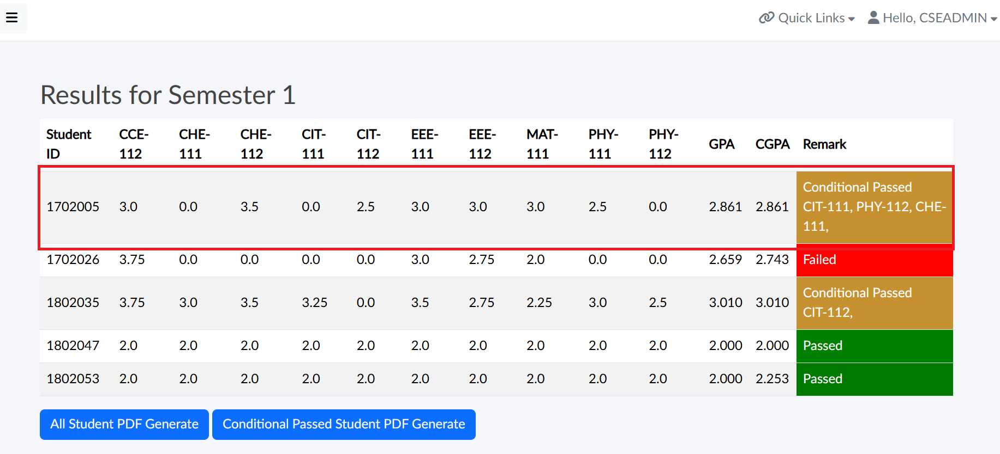 Quick Links
Hello, CSEADMIN
Results for Semester 1
Student ID CCE-112 CHE-111 CHE-112 CIT-111 CIT-112 EEE-111 EEE-112 MAT-111 PHY-111 PHY-112 GPA CGPA Remark
1702005 3.0 0.0 3.5 0.0 2.5 3.0 3.0 3.0 2.5 0.0 2.861 2.861 Conditional Passed
CIT-111, PHY-112, CHE-
111,
1702026 3.75 0.0 0.0 0.0 0.0 3.0 2.75 2.0 0.0 0.0 2.659 2.743 Failed
1802035 3.75 3.0 3.5 3.25 0.0 3.5 2.75 2.25 3.0 2.5 3.010 3.010 Conditional Passed
CIT-112,
1802047 2.0 2.0 2.0 2.0 2.0 2.0 2.0 2.0 2.0 2.0 2.000 2.000 Passed
1802053 2.0 2.0 2.0 2.0 2.0 2.0 2.0 2.0 2.0 2.0 2.000 2.253 Passed
All Student PDF Generate
Conditional Passed Student PDF Generate